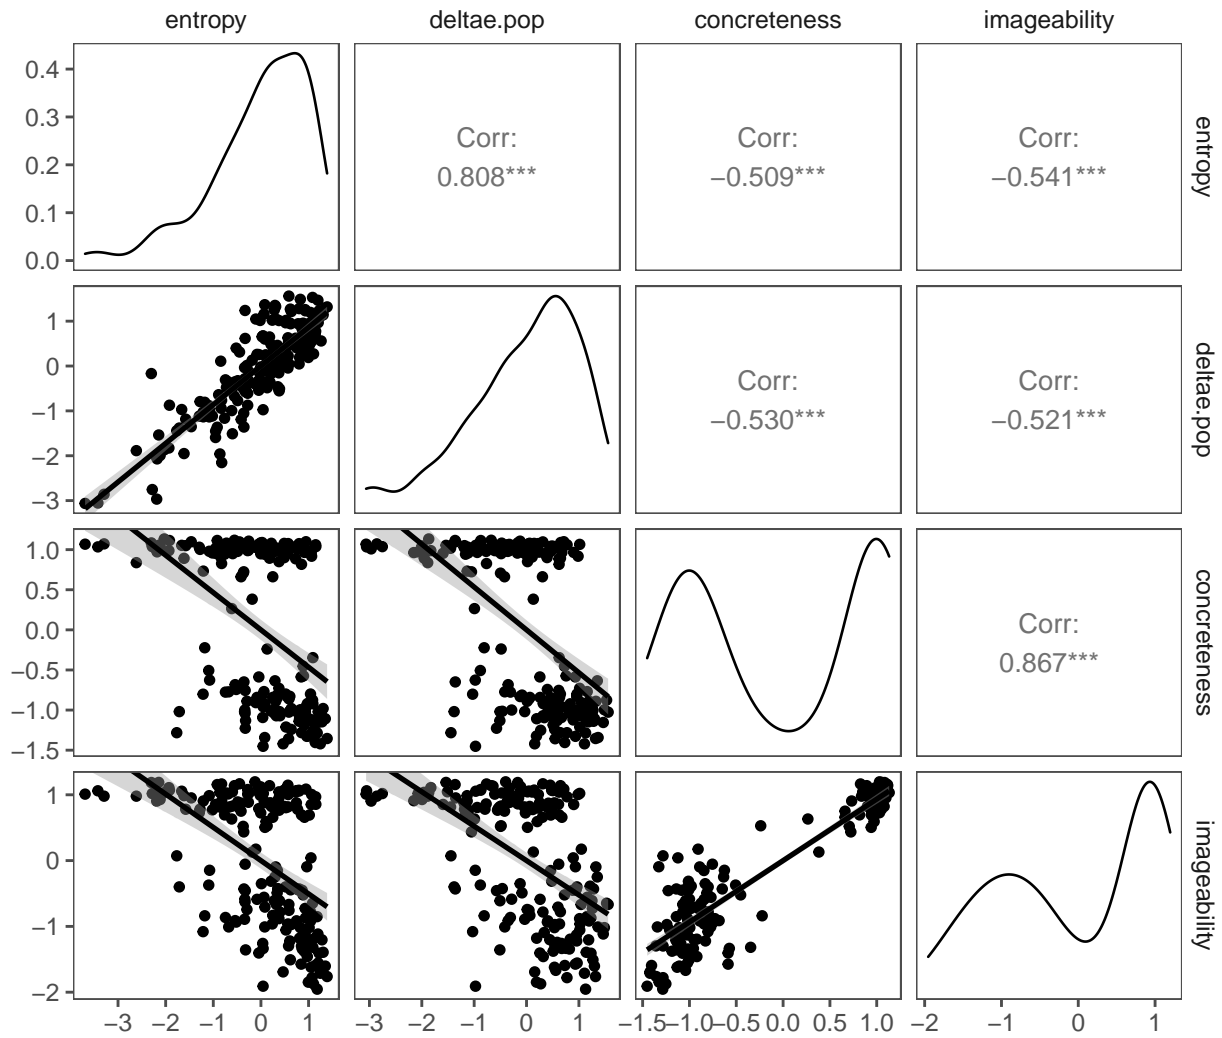 entropy deltae.pop concreteness imageability
0.4
0.3
0.2
0.1
0.0
Corr:
0.808***
Corr:
−0.509***
Corr:
−0.541***
entropy
1
0
−1
−2
−3
Corr:
−0.530***
Corr:
−0.521***
deltae.pop
1.0
0.5
0.0
−0.5
−1.0
−1.5
Corr:
0.867***
concreteness
1
0
−1
−2
imageability
−3 −2 −1 0 1 −3 −2 −1 0 1 −1.5 −1.0 −0.5 0.0 0.5 1.0 −2 −1 0 1